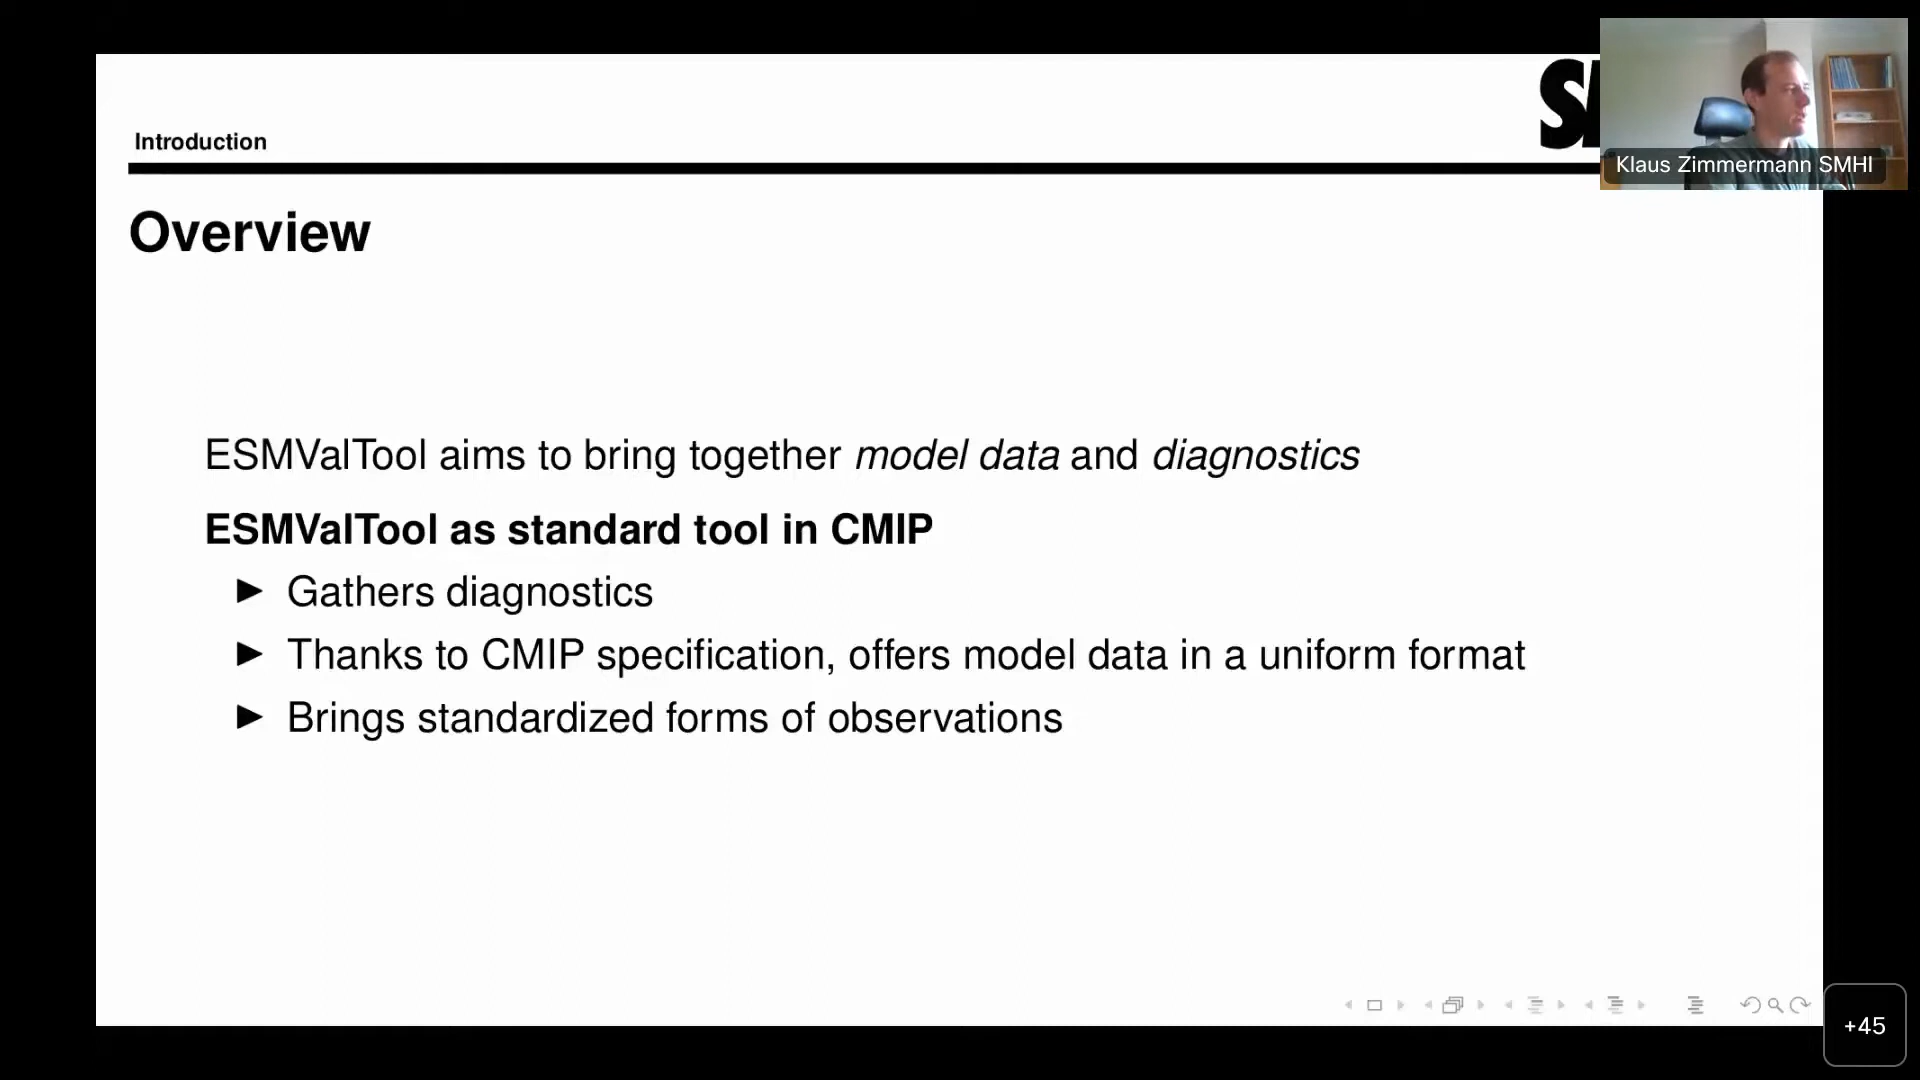 Introduction
Klaus Zimmermann SMHI
Overview
ESMValTool aims to bring together model data and diagnostics
ESMValTool as standard tool in CMIP
Gathers diagnostics
Thanks to CMIP specification, offers model data in a uniform format
Brings standardized forms of observations
+45